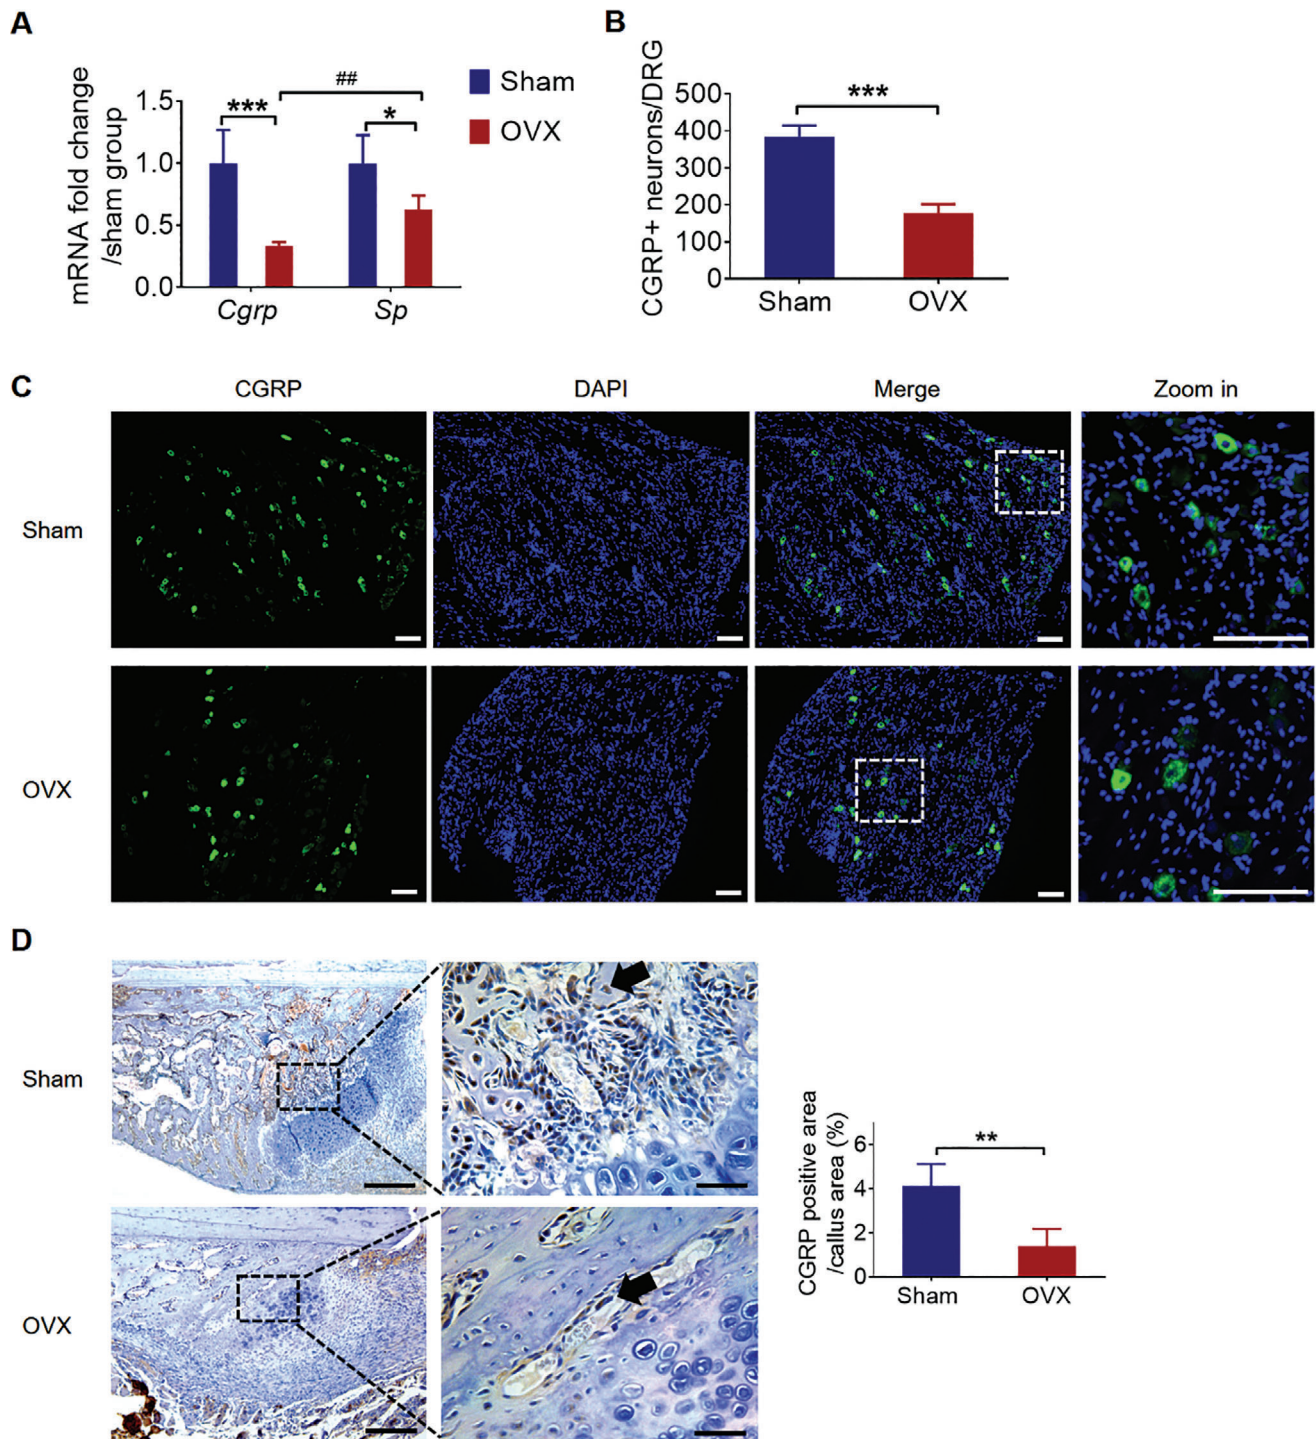 A
mRNA fold change
/sham group
1.5
1.0
0.5
0.0
***
##
*
Cgrp
Sp
Sham
OVX
B
CGRP+ neurons/DRG
500
400
300
200
100
0
***
Sham
OVX
C
CGRP
DAPI
Merge
Zoom in
Sham
OVX
D
Sham
OVX
CGRP positive area
/callus area (%)
6
4
2
0
**
Sham
OVX